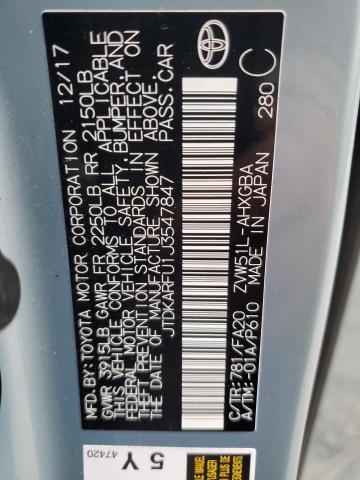 MFD. BY: TOYOTA MOTOR CORPORATION 12/17
GVWR 3915LB GAWR FR 2250LB RR 2150LB
THIS VEHICLE CONFORMS TO ALL APPLICABLE
FEDERAL MOTOR VEHICLE SAFETY, BUMPER, AND
THEFT PREVENTION STANDARDS IN EFFECT ON
THE DATE OF MANUFACTURE SHOWN ABOVE.
JTDKARFU1J3547847 PASS. CAR
C/TR: 781/FA20 ZVW51L-AHXGBA
A/TM: -01A/P610 MADE IN JAPAN 280
C
TOYOTA
5 Y
47420
MANUEL